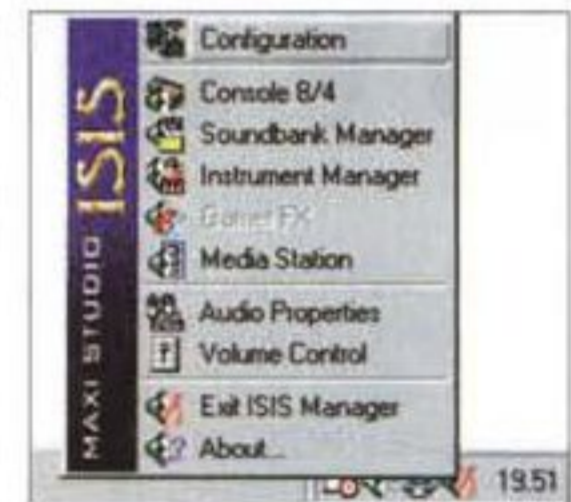 MAXI STUDIO ISIS
Configuration
Console 8/4
Soundbank Manager
Instrument Manager
Gamer FX
Media Station
Audio Properties
Volume Control
Exit ISIS Manager
About...
19.51